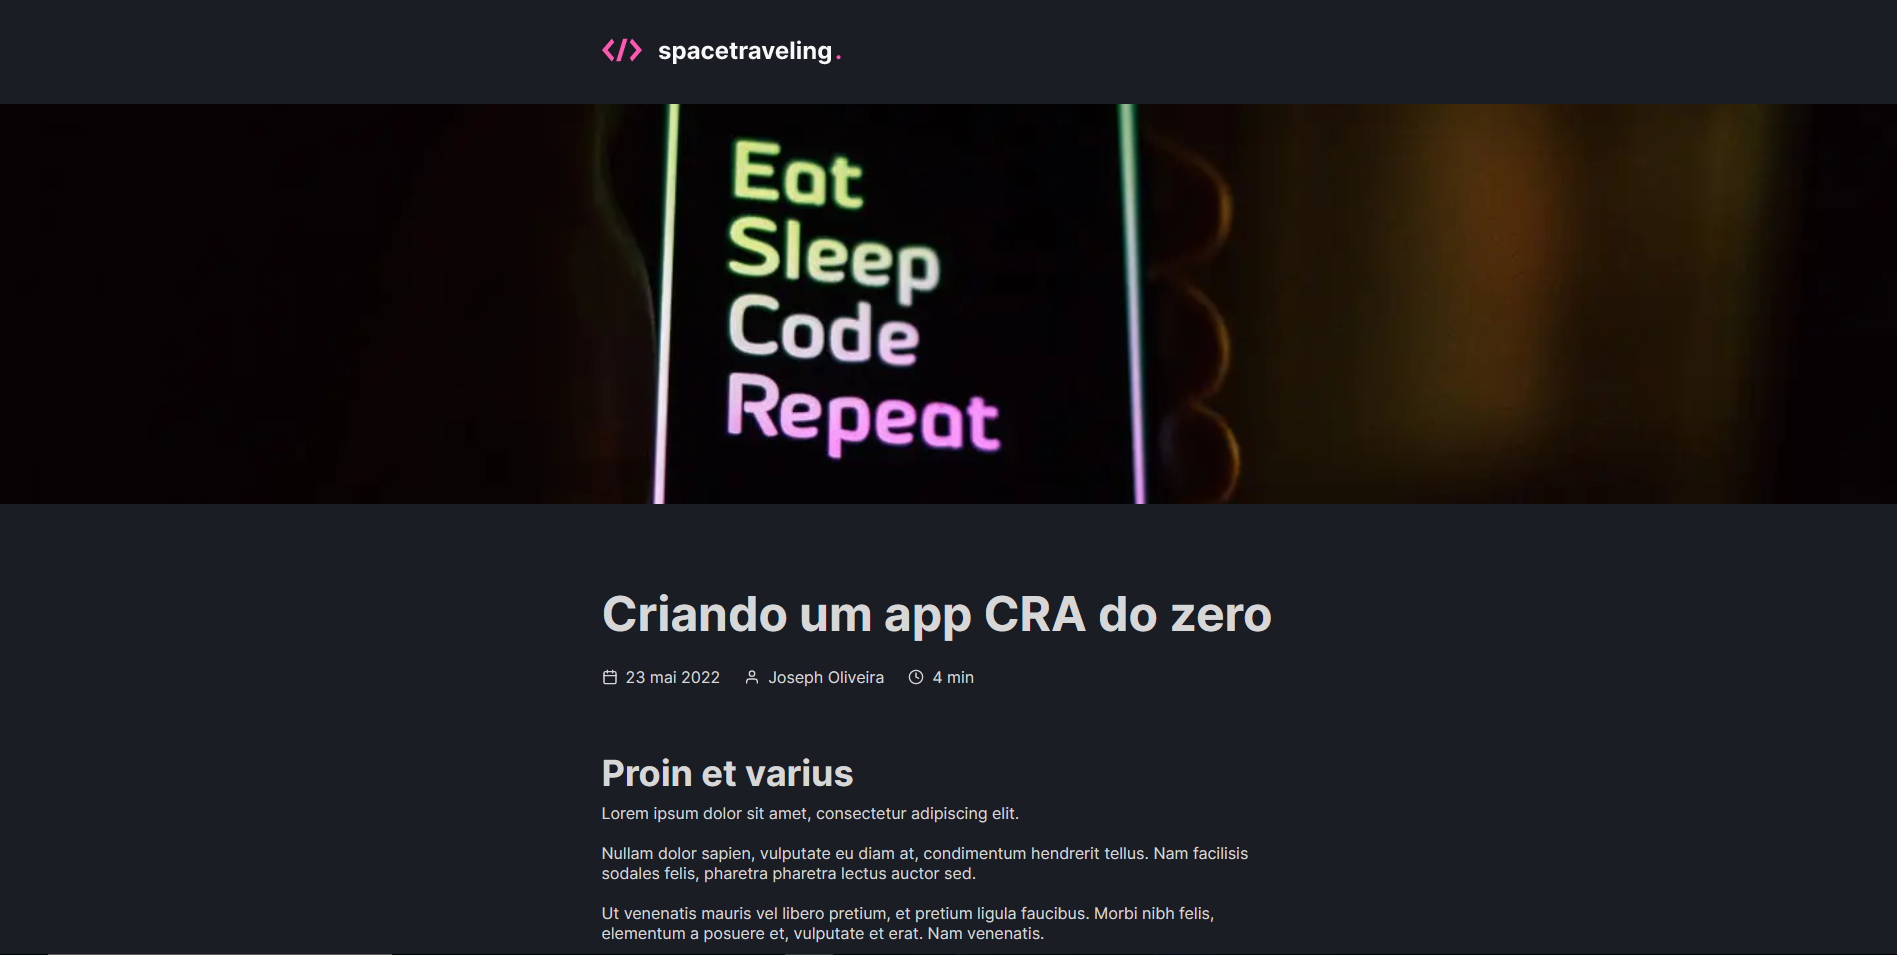 </> spacetraveling.
Eat
Sleep
Code
Repeat
Criando um app CRA do zero
23 mai 2022 Joseph Oliveira 4 min
Proin et varius
Lorem ipsum dolor sit amet, consectetur adipiscing elit.
Nullam dolor sapien, vulputate eu diam at, condimentum hendrerit tellus. Nam facilisis
sodales felis, pharetra pharetra lectus auctor sed.
Ut venenatis mauris vel libero pretium, et pretium ligula faucibus. Morbi nibh felis,
elementum a posuere et, vulputate et erat. Nam venenatis.